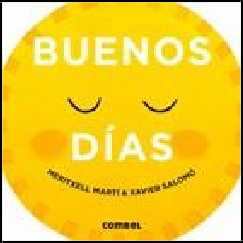 BUENOS
DÍAS
MERITXELL MARTÍ & XAVIER SALOMÓ
COMBEL